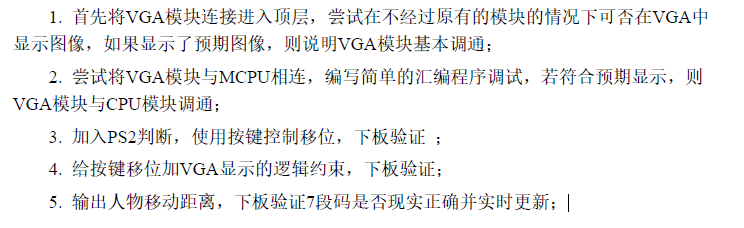 1. 首先将VGA模块连接进入顶层，尝试在不经过原有的模块的情况下可否在VGA中
显示图像，如果显示了预期图像，则说明VGA模块基本调通；
2. 尝试将VGA模块与MCPU相连，编写简单的汇编程序调试，若符合预期显示，则
VGA模块与CPU模块调通；
3. 加入PS2判断，使用按键控制移位，下板验证 ；
4. 给按键移位加VGA显示的逻辑约束，下板验证；
5. 输出人物移动距离，下板验证7段码是否现实正确并实时更新；